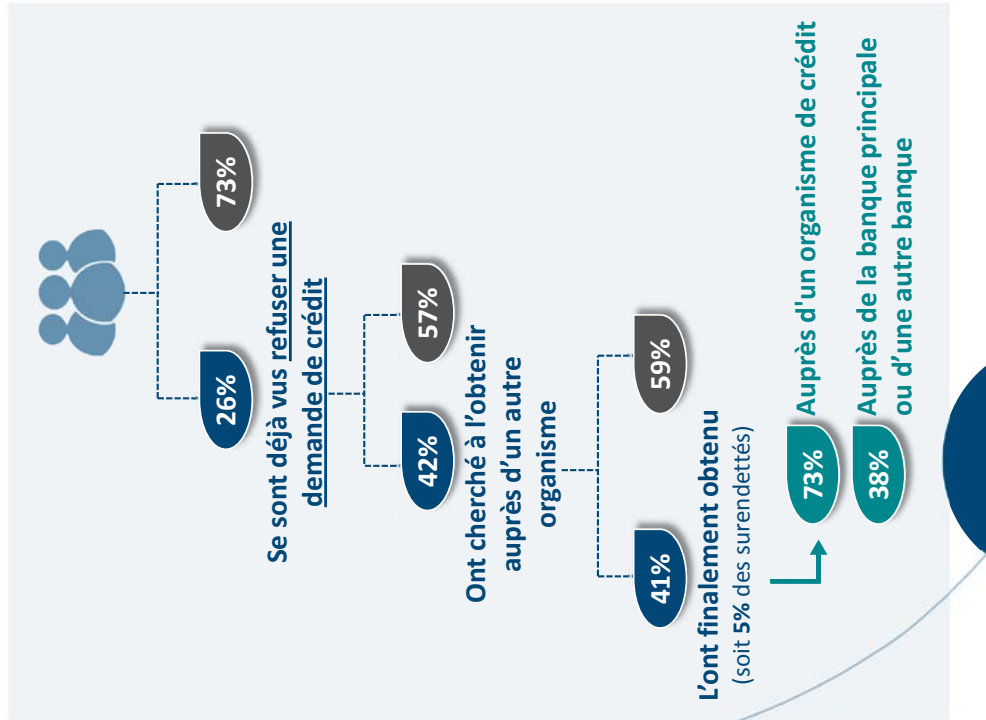 26%
73%
Se sont déjà vus refuser une
demande de crédit
42%
57%
Ont cherché à l'obtenir
auprès d’un autre
organisme
41%
59%
L'ont finalement obtenu
(soit 5% des surendettés)
73%
Auprès d'un organisme de crédit
38%
Auprès de la banque principale
ou d’une autre banque